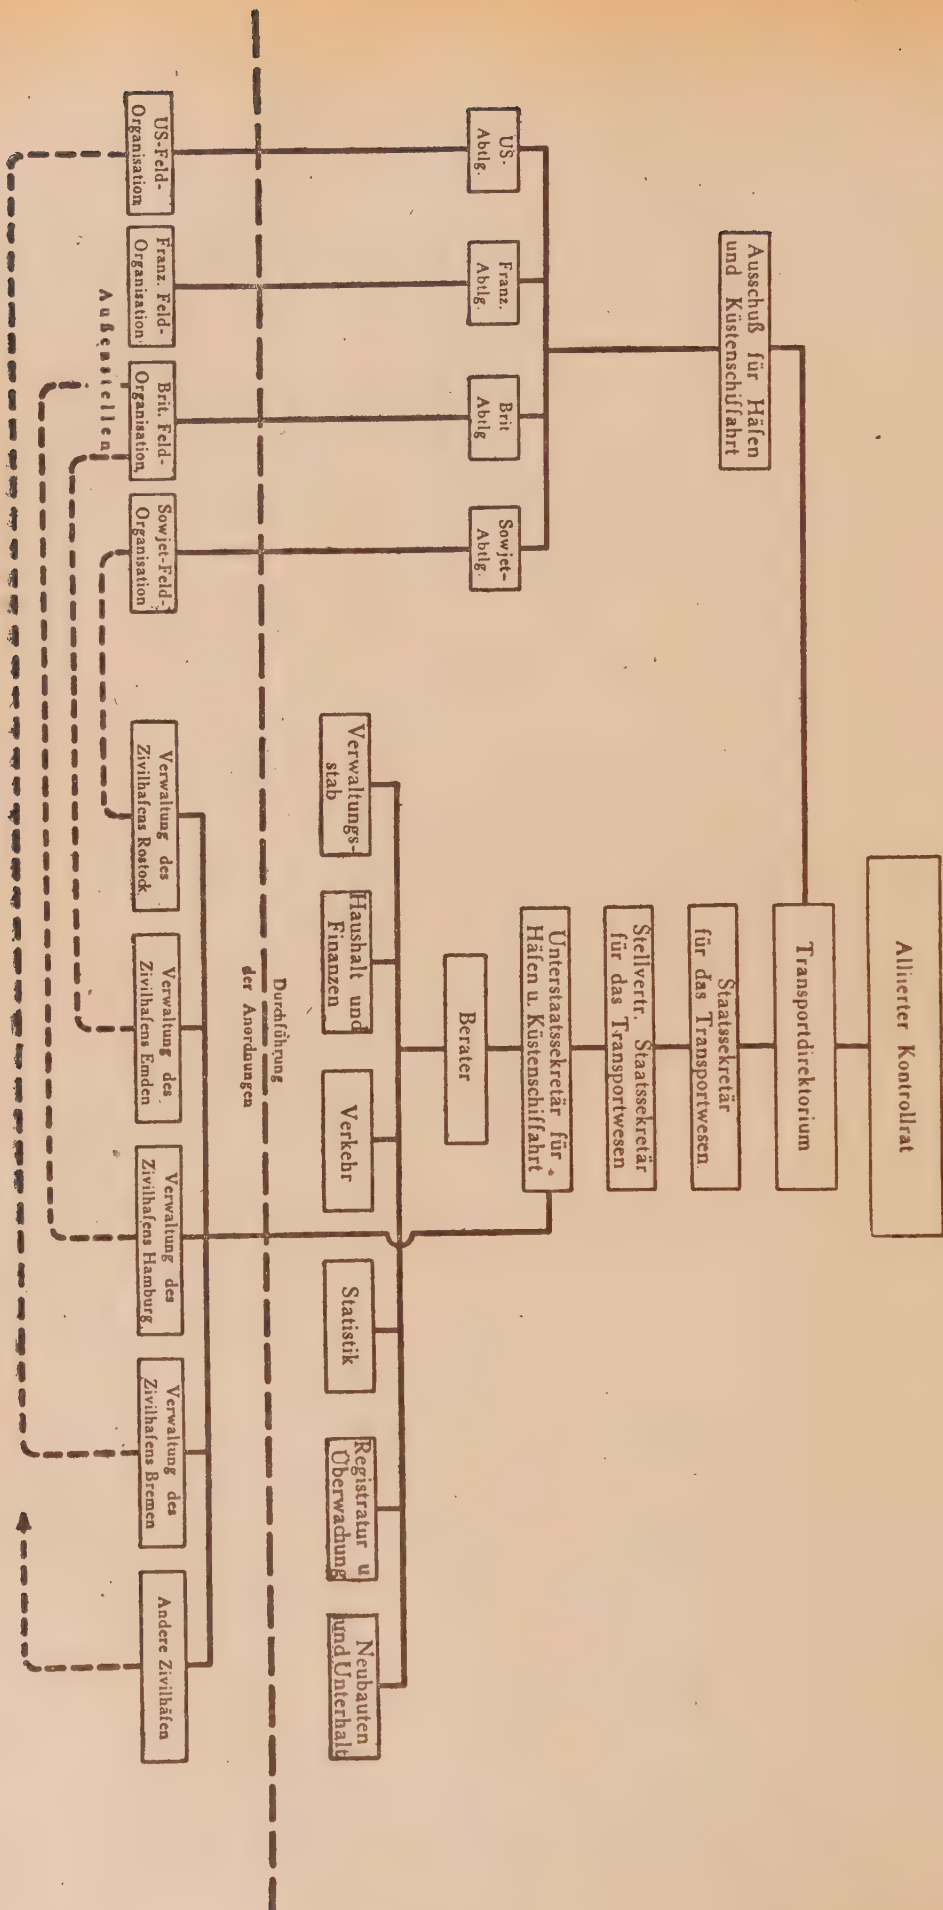 Alliierter Kontrollrat
Transportdirektorium
Ausschuß für Häfen
und Küstenschiffahrt
Staatssekretär
für das Transportwesen
Stellvertr. Staatssekretär
für das Transportwesen
Unterstaatssekretär für
Häfen u. Küstenschiffahrt
US-
Abtlg.
Franz.
Abtlg.
Brit
Abtlg
Sowjet-
Abtlg.
Berater
Verwaltungs-
stab
Haushalt und
Finanzen
Verkehr
Statistik
Registratur u
Überwachung
Neubauten
und Unterhalt
Durchführung
der Anordnungen
US-Feld-
Organisation
Franz. Feld-
Organisation
Brit. Feld-
Organisation
Sowjet-Feld-
Organisation
Verwaltung des
Zivilhafens Rostock
Verwaltung des
Zivilhafens Emden
Verwaltung des
Zivilhafens Hamburg
Verwaltung des
Zivilhafens Bremen
Andere Zivilhäfen
Außenstellen